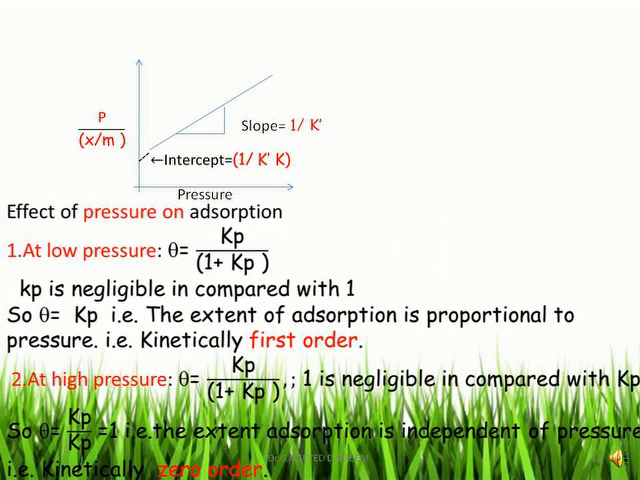 P
(x/m )
Slope= 1/ K'
←Intercept=(1/ K' K)
Pressure
Effect of pressure on adsorption
1.At low pressure: θ= Kp
(1+ Kp )
kp is negligible in compared with 1
So θ= Kp i.e. The extent of adsorption is proportional to
pressure. i.e. Kinetically first order.
2.At high pressure: θ= Kp
(1+ Kp ) , ; 1 is negligible in compared with Kp
So θ= Kp
Kp =1 i.e.the extent adsorption is independent of pressure
i.e. Kinetically zero order.